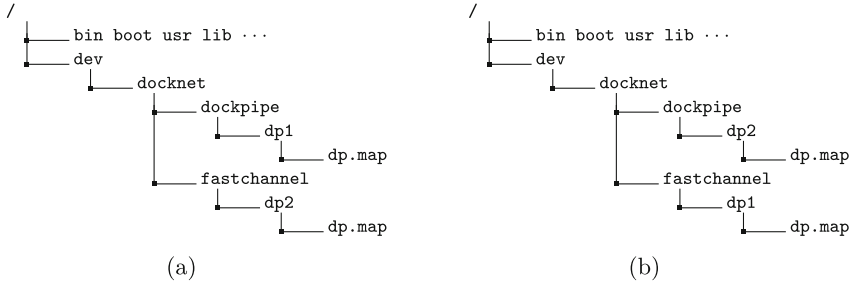 /
bin boot usr lib ···
dev
docknet
dockpipe
dp1
dp.map
fastchannel
dp2
dp.map
(a)
/
bin boot usr lib ···
dev
docknet
dockpipe
dp2
dp.map
fastchannel
dp1
dp.map
(b)